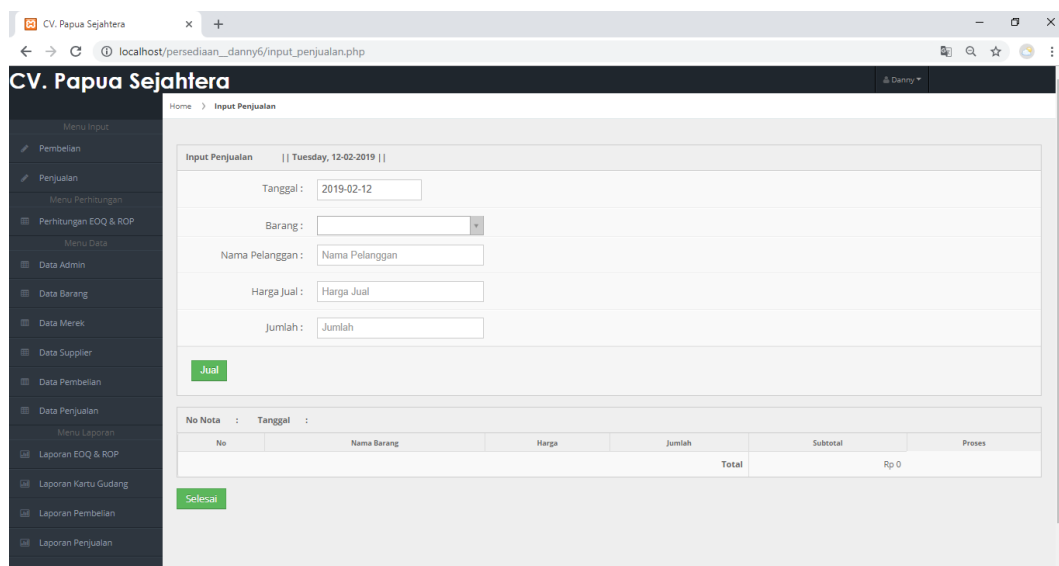 CV. Papua Sejahtera
localhost/persediaan__danny6/input_penjualan.php
CV. Papua Sejahtera
Danny
Home > Input Penjualan
Menu Input
Pembelian
Penjualan
Menu Perhitungan
Perhitungan EOQ & ROP
Menu Data
Data Admin
Data Barang
Data Merek
Data Supplier
Data Pembelian
Data Penjualan
Menu Laporan
Laporan EOQ & ROP
Laporan Kartu Gudang
Laporan Pembelian
Laporan Penjualan
Input Penjualan || Tuesday, 12-02-2019 ||
Tanggal : 2019-02-12
Barang :
Nama Pelanggan : Nama Pelanggan
Harga Jual : Harga Jual
Jumlah : Jumlah
Jual
No Nota : Tanggal :
No Nama Barang Harga Jumlah Subtotal Proses
Total Rp 0
Selesai